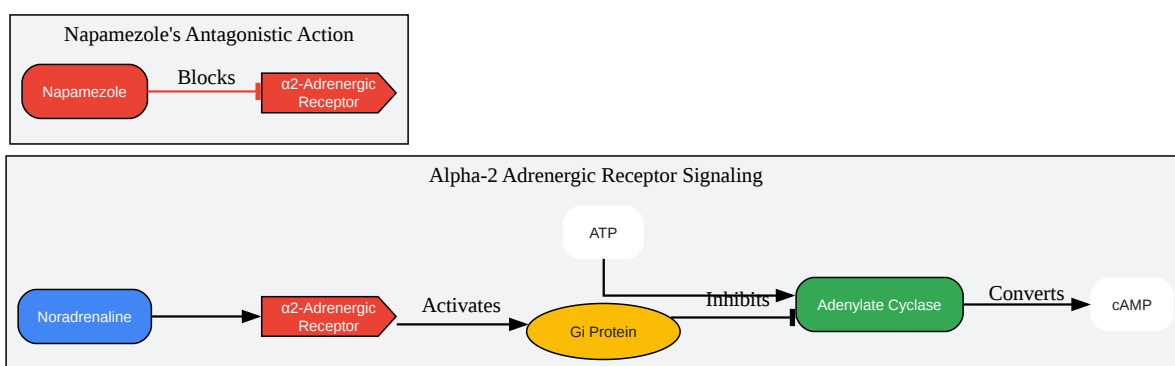 Napamezole's Antagonistic Action
Napamezole
Blocks
α2-Adrenergic
Receptor
Alpha-2 Adrenergic Receptor Signaling
ATP
Noradrenaline
α2-Adrenergic
Receptor
Activates
Gi Protein
Inhibits
Adenylate Cyclase
Converts
cAMP